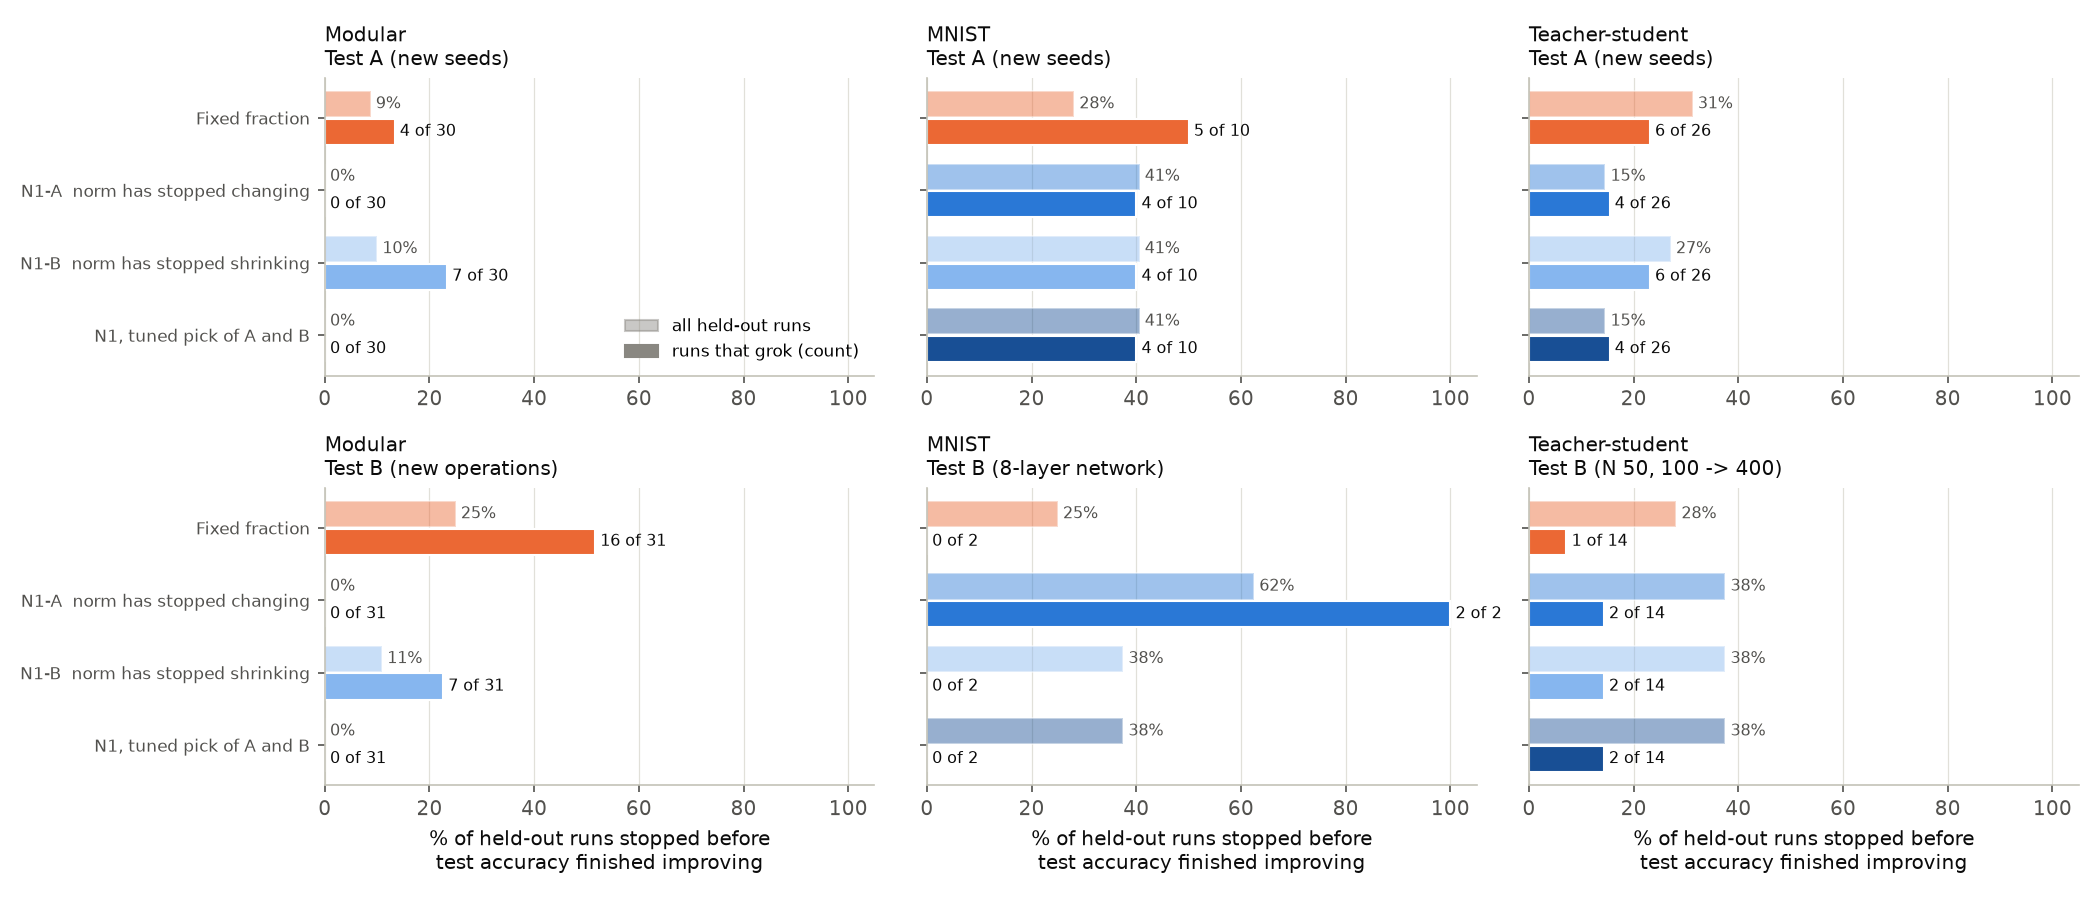 Modular
Test A (new seeds)
Fixed fraction
9%
4 of 30
N1-A  norm has stopped changing
0%
0 of 30
N1-B  norm has stopped shrinking
10%
7 of 30
N1, tuned pick of A and B
0%
0 of 30
all held-out runs
runs that grok (count)
0 20 40 60 80 100
MNIST
Test A (new seeds)
28%
5 of 10
41%
4 of 10
41%
4 of 10
41%
4 of 10
0 20 40 60 80 100
Teacher-student
Test A (new seeds)
31%
6 of 26
15%
4 of 26
27%
6 of 26
15%
4 of 26
0 20 40 60 80 100
Modular
Test B (new operations)
Fixed fraction
25%
16 of 31
N1-A  norm has stopped changing
0%
0 of 31
N1-B  norm has stopped shrinking
11%
7 of 31
N1, tuned pick of A and B
0%
0 of 31
0 20 40 60 80 100
% of held-out runs stopped before
test accuracy finished improving
MNIST
Test B (8-layer network)
25%
0 of 2
62%
2 of 2
38%
0 of 2
38%
0 of 2
0 20 40 60 80 100
% of held-out runs stopped before
test accuracy finished improving
Teacher-student
Test B (N 50, 100 -> 400)
28%
1 of 14
38%
2 of 14
38%
2 of 14
38%
2 of 14
0 20 40 60 80 100
% of held-out runs stopped before
test accuracy finished improving